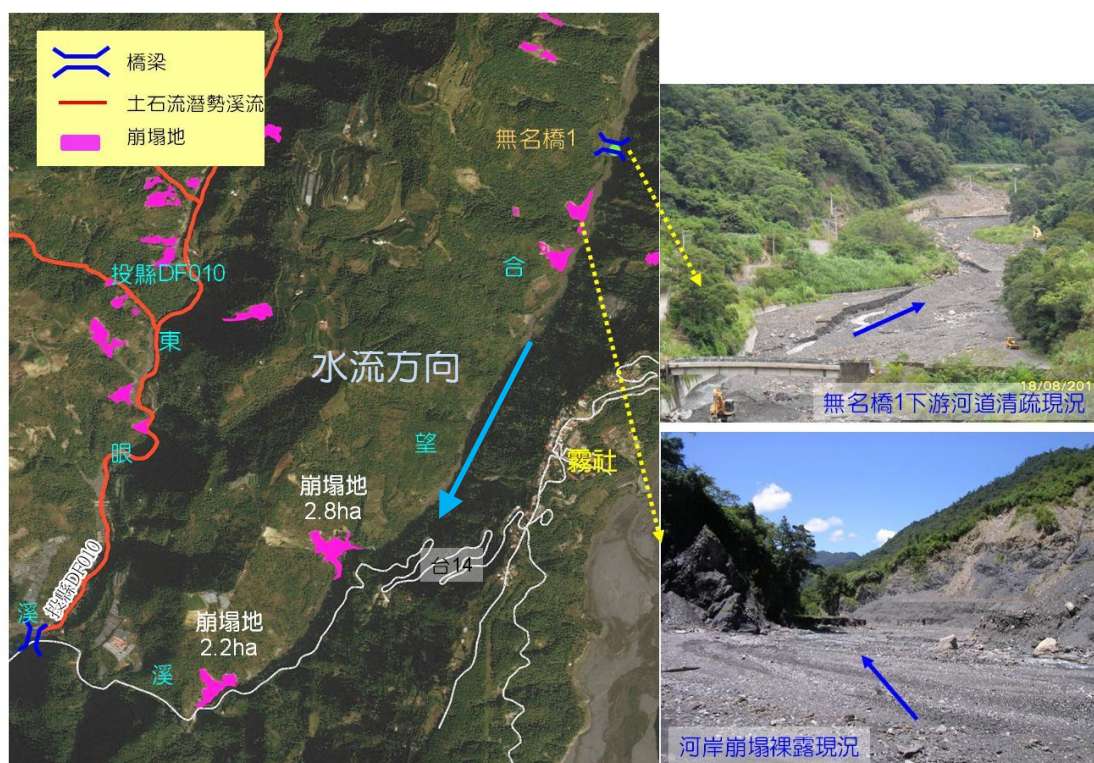 橋梁
土石流潛勢溪流
崩塌地
無名橋1
投縣DF010
合
東
水流方向
望
眼
霧社
崩塌地
2.8ha
台14
投縣DF010
溪
崩塌地
2.2ha
溪
18/08/201
無名橋1下游河道清疏現況
河岸崩塌裸露現況